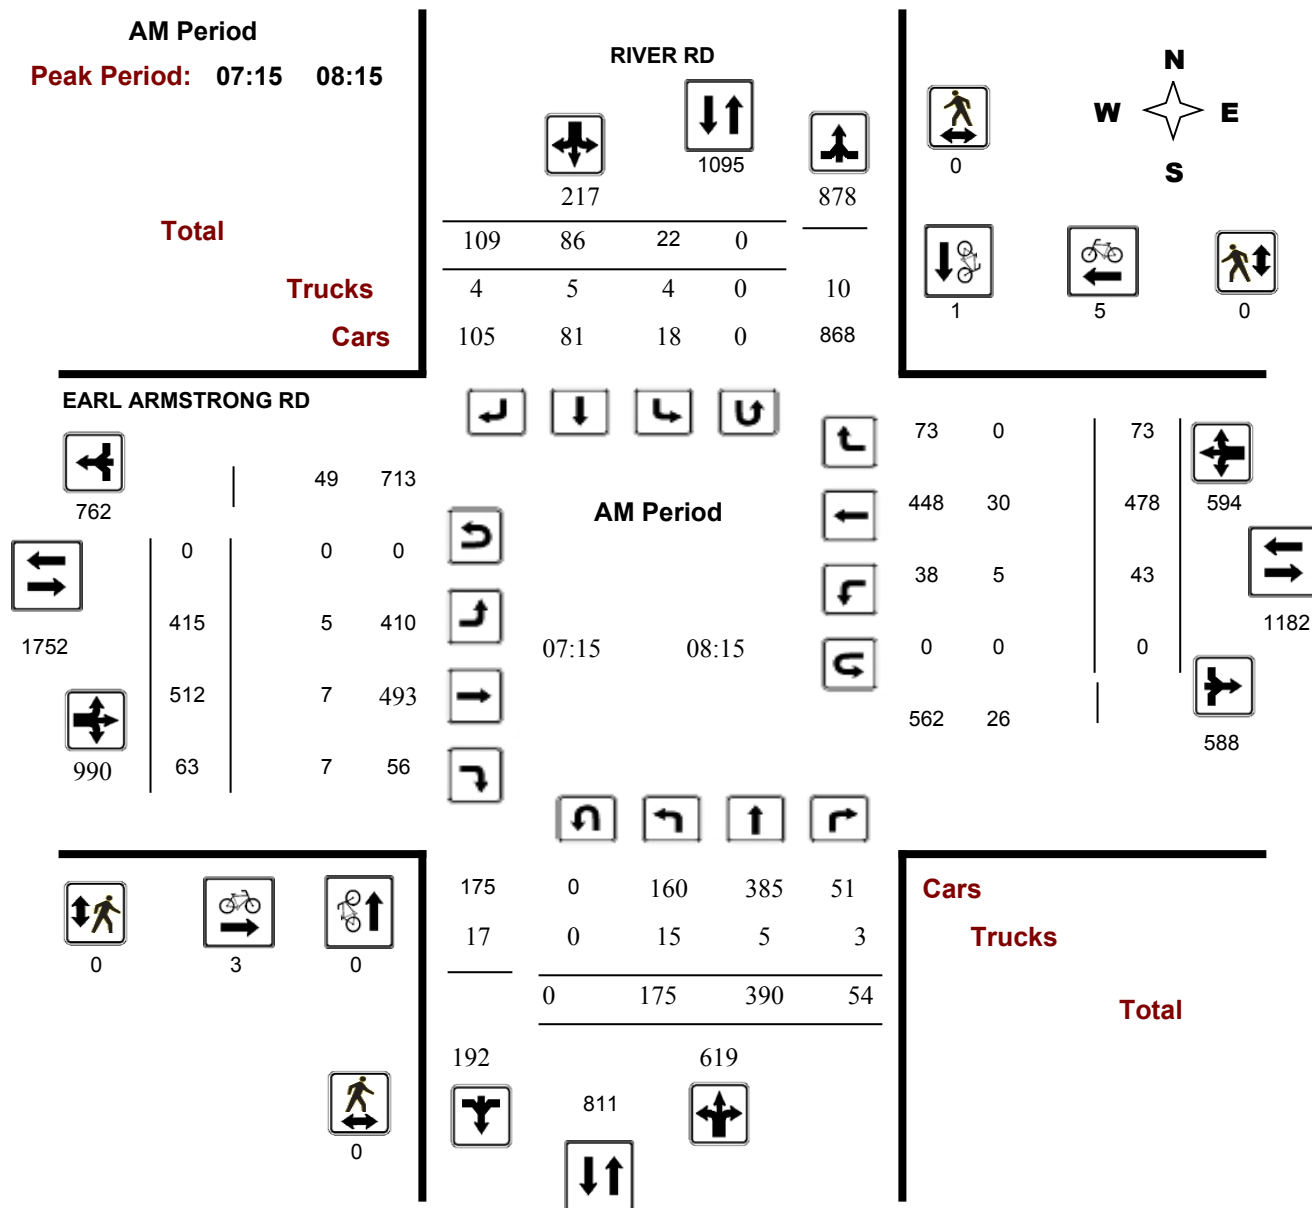 AM Period
Peak Period: 07:15 08:15
RIVER RD
N
W E
S
1095
0
217
878
Total
109 86 22 0
Trucks
4 5 4 0 10
1 5 0
Cars
105 81 18 0 868
EARL ARMSTRONG RD
73 0 73
49 713
762
AM Period
448 30 478 594
0 0 0
38 5 43
415 5 410
1752
07:15 08:15
0 0 0
1182
512 7 493
562 26
588
990
63 7 56
175 0 160 385 51
Cars
17 0 15 5 3
Trucks
0 3 0
0 175 390 54
Total
192 619
811
0